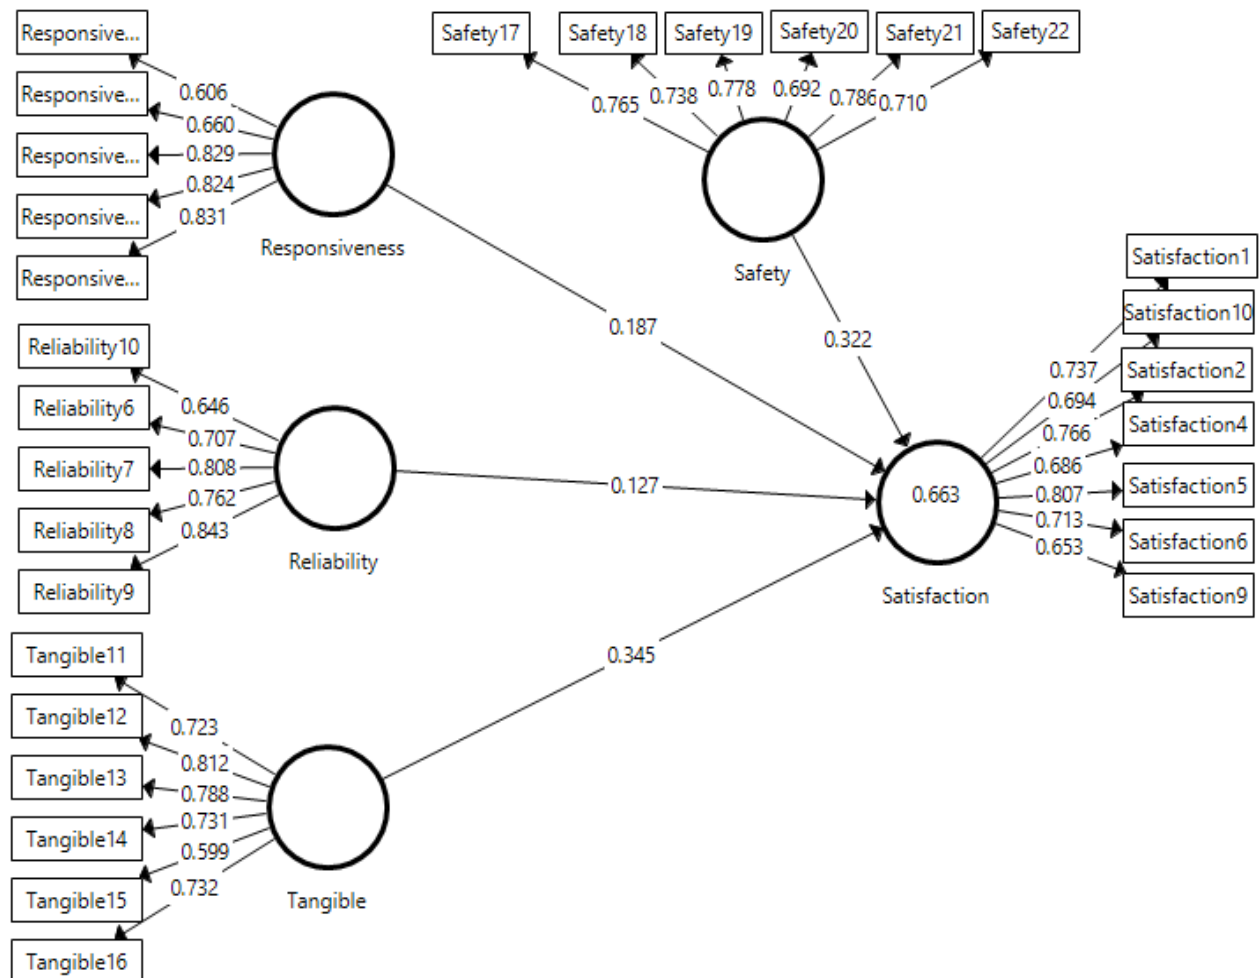 Responsive...
Responsive...
Responsive...
Responsive...
Responsive...
0.606
0.660
0.829
0.824
0.831
Responsiveness
Safety17
Safety18
Safety19
Safety20
Safety21
Safety22
0.765
0.738
0.778
0.692
0.786
0.710
Safety
0.187
0.322
Reliability10
Reliability6
Reliability7
Reliability8
Reliability9
0.646
0.707
0.808
0.762
0.843
Reliability
0.127
Satisfaction1
Satisfaction10
Satisfaction2
Satisfaction4
Satisfaction5
Satisfaction6
Satisfaction9
0.737
0.694
0.766
0.686
0.807
0.713
0.653
0.663
Satisfaction
0.345
Tangible11
Tangible12
Tangible13
Tangible14
Tangible15
Tangible16
0.723
0.812
0.788
0.731
0.599
0.732
Tangible